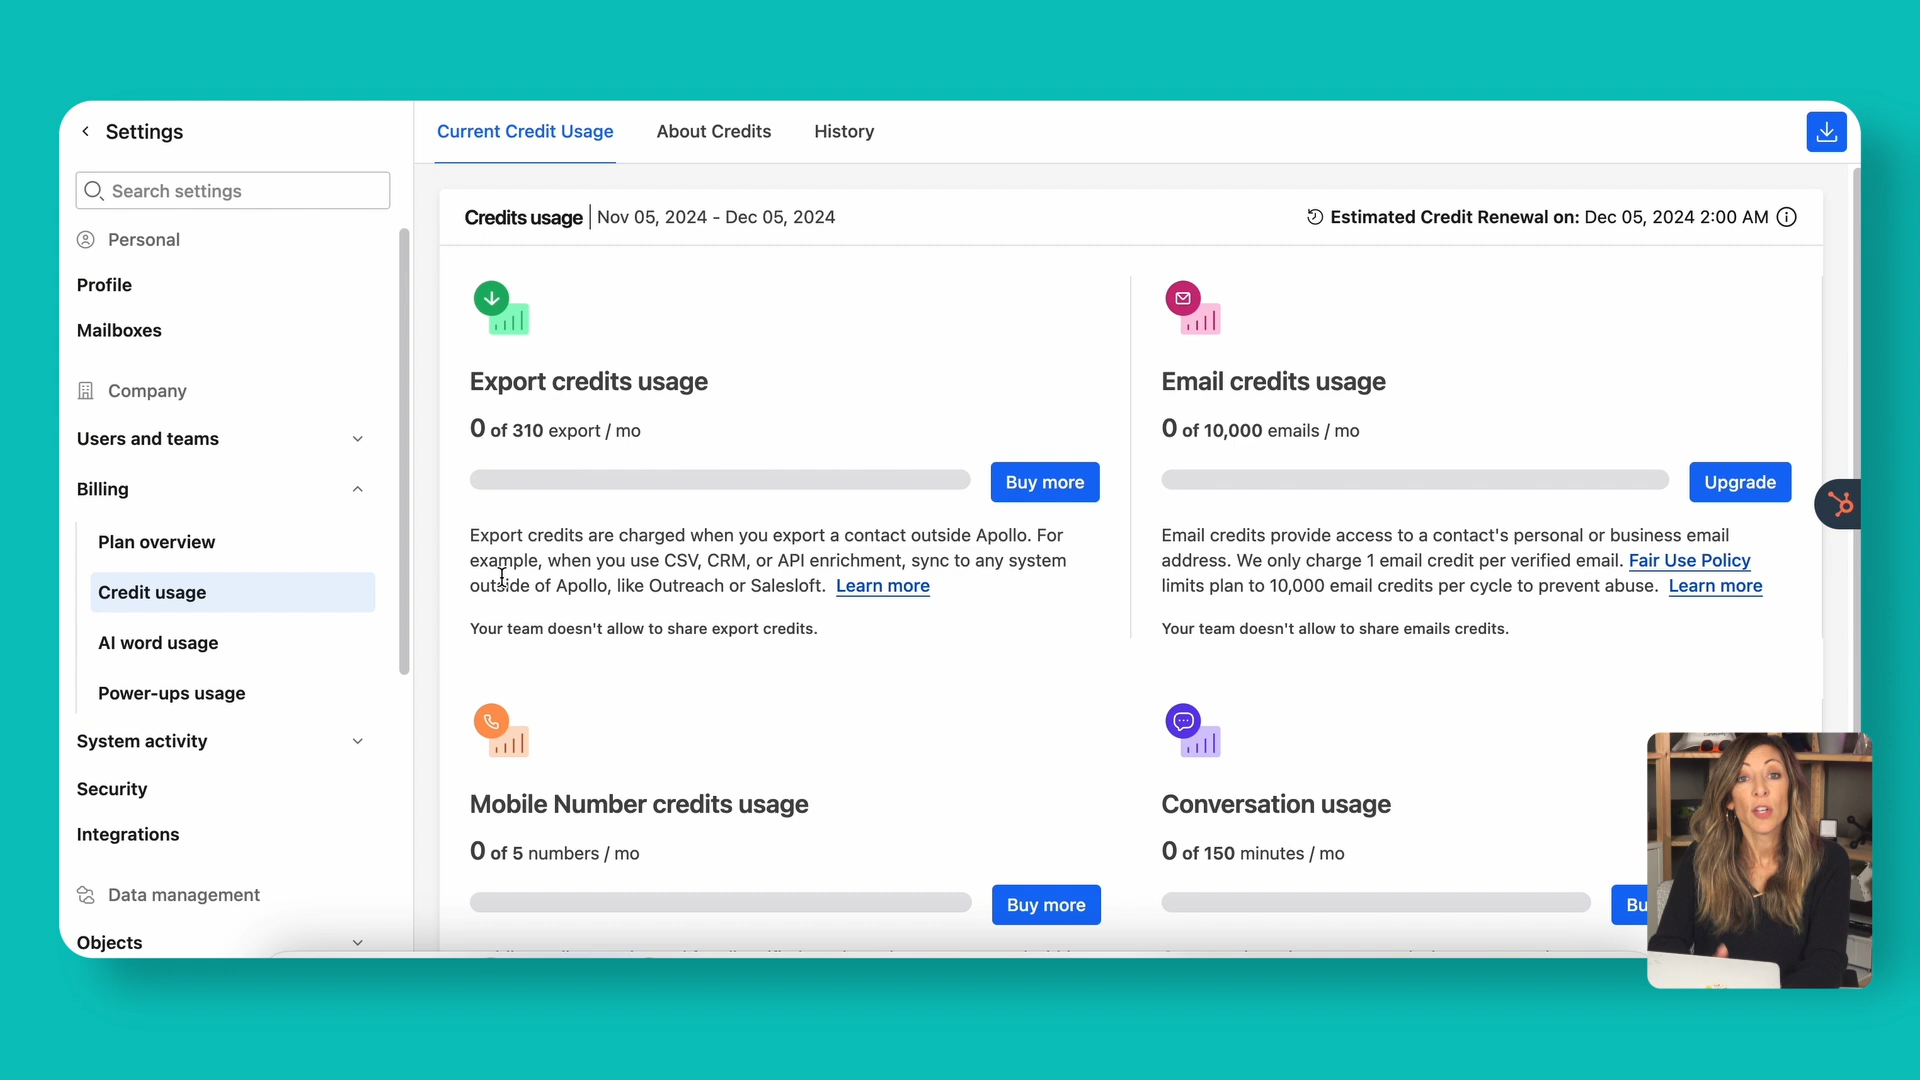 Settings
Search settings
Personal
Profile
Mailboxes
Company
Users and teams
Billing
Plan overview
Credit usage
AI word usage
Power-ups usage
System activity
Security
Integrations
Data management
Objects
Current Credit Usage
About Credits
History
Credits usage
Nov 05, 2024 - Dec 05, 2024
Estimated Credit Renewal on: Dec 05, 2024 2:00 AM
Export credits usage
0 of 310 export / mo
Buy more
Export credits are charged when you export a contact outside Apollo. For
example, when you use CSV, CRM, or API enrichment, sync to any system
outside of Apollo, like Outreach or Salesloft. Learn more
Your team doesn't allow to share export credits.
Email credits usage
0 of 10,000 emails / mo
Upgrade
Email credits provide access to a contact's personal or business email
address. We only charge 1 email credit per verified email. Fair Use Policy
limits plan to 10,000 email credits per cycle to prevent abuse. Learn more
Your team doesn't allow to share emails credits.
Mobile Number credits usage
0 of 5 numbers / mo
Buy more
Conversation usage
0 of 150 minutes / mo
Bu